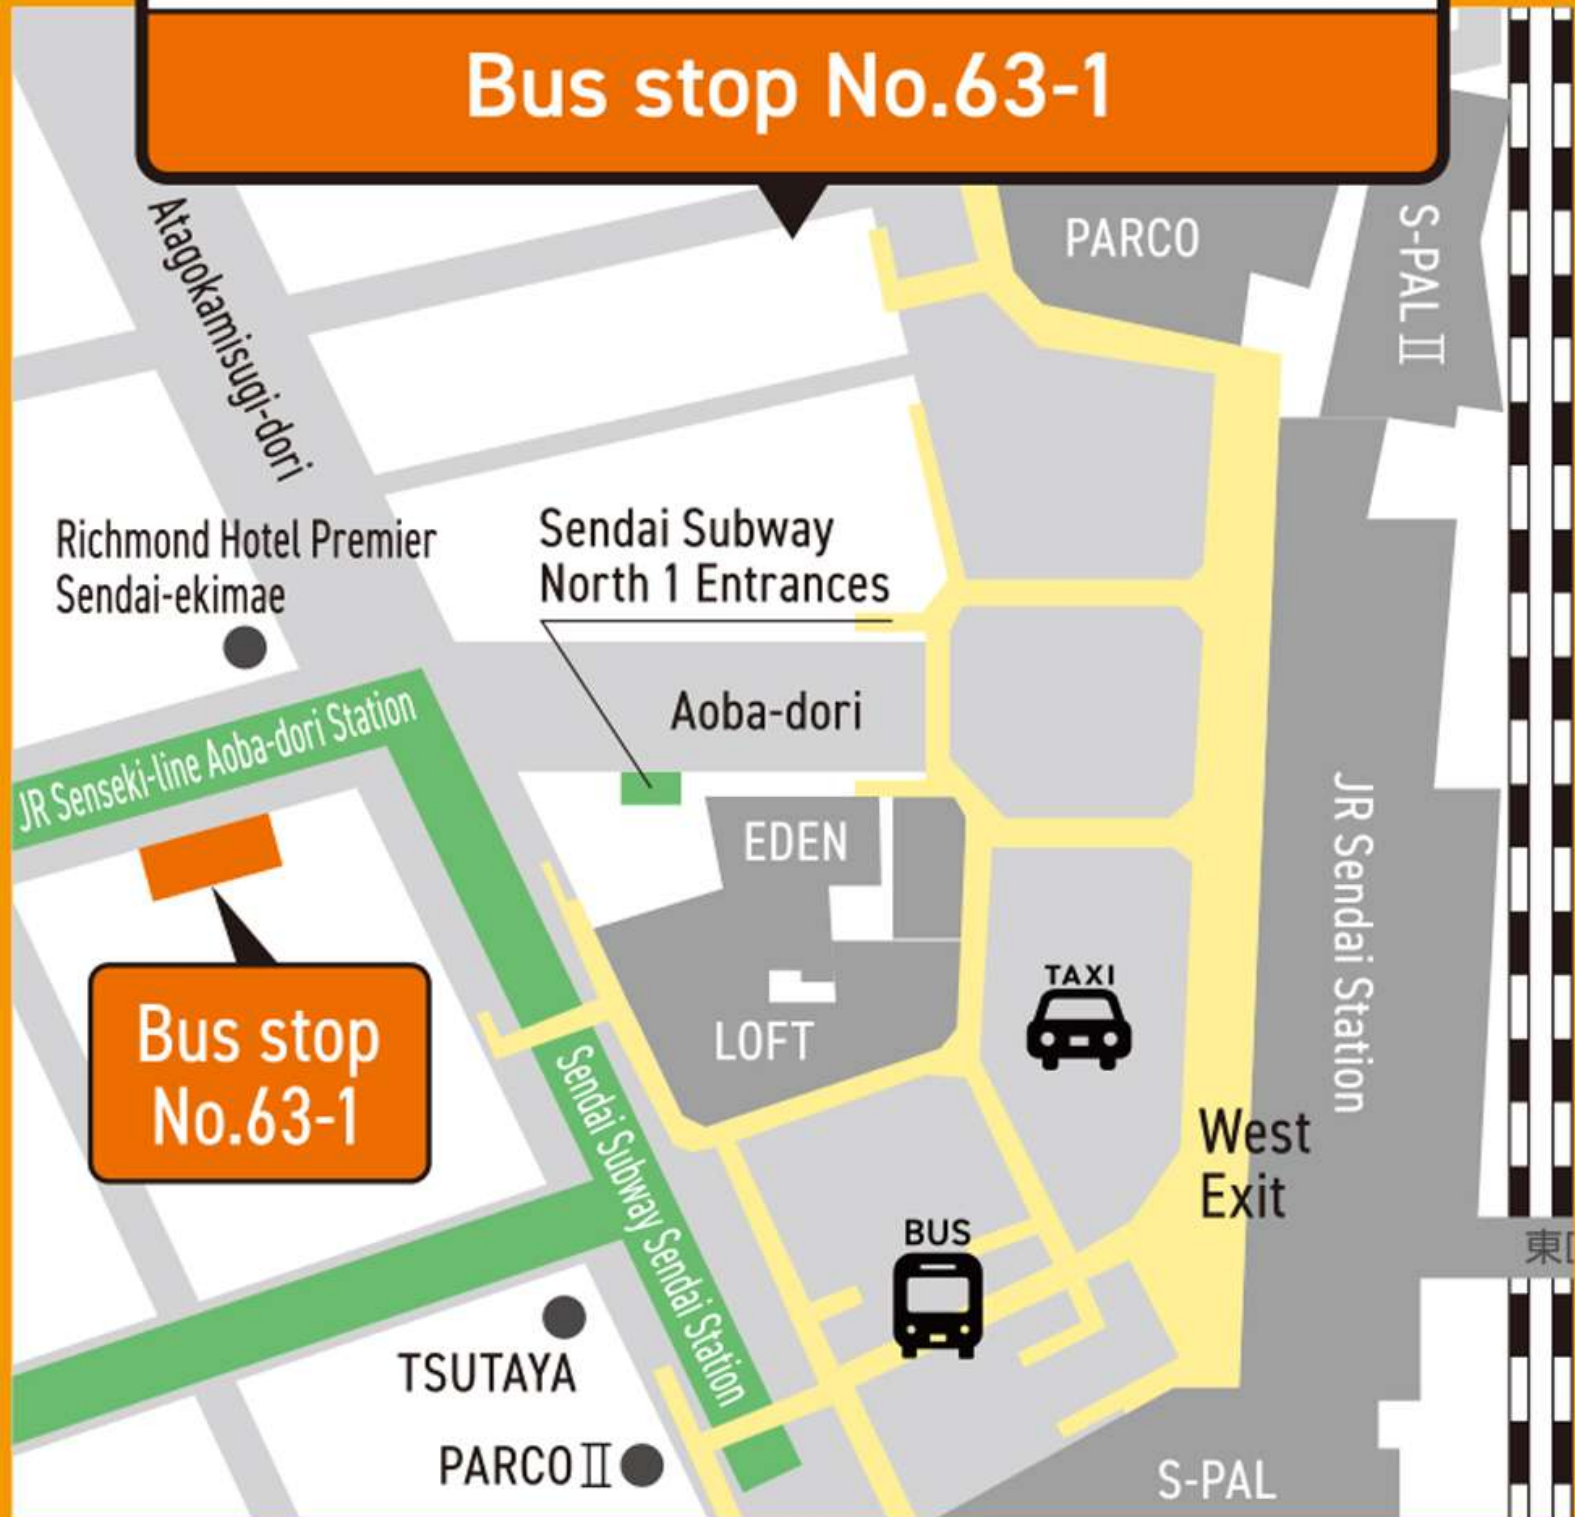 Bus stop No.63-1
PARCO
S-PAL Ⅱ
Atagokamisugi-dori
Richmond Hotel Premier
Sendai-ekimae
Sendai Subway
North 1 Entrances
Aoba-dori
JR Senseki-line Aoba-dori Station
EDEN
JR Sendai Station
TAXI
Bus stop
No.63-1
LOFT
Sendai Subway Sendai Station
West
Exit
BUS
東
TSUTAYA
PARCOⅡ
S-PAL